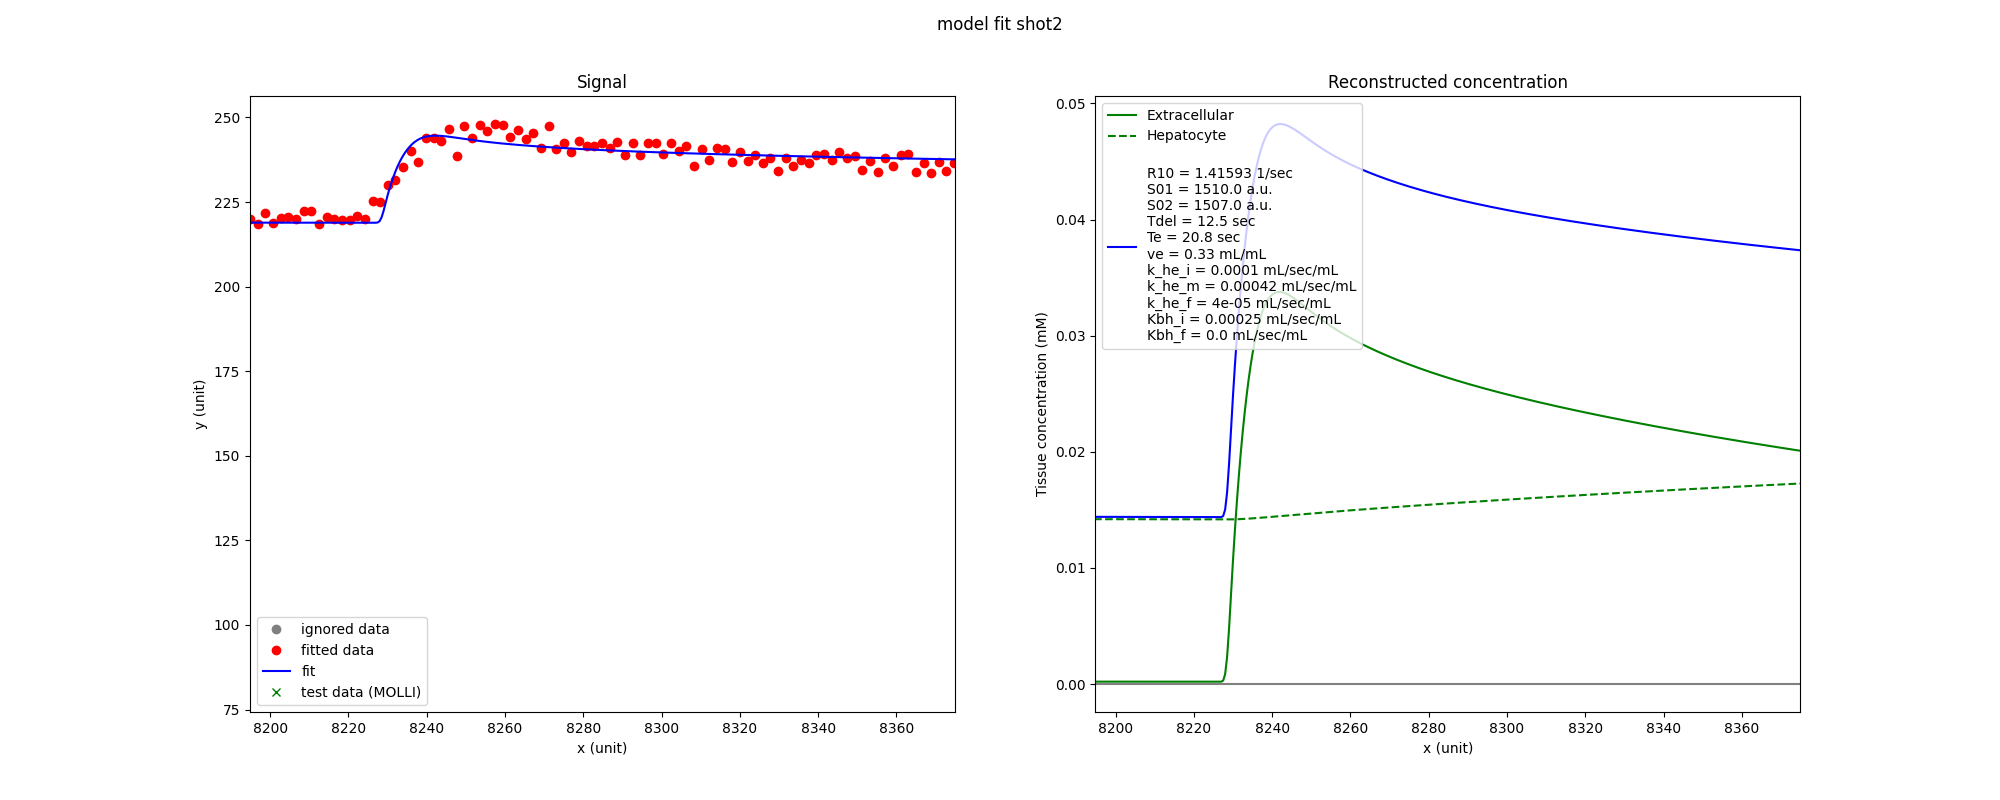 model fit shot2
Signal
y (unit)
250
225
200
175
150
125
100
75
ignored data
fitted data
fit
test data (MOLLI)
8200 8220 8240 8260 8280 8300 8320 8340 8360
x (unit)
Reconstructed concentration
Tissue concentration (mM)
0.05
0.04
0.03
0.02
0.01
0.00
Extracellular
Hepatocyte
R10 = 1.41593 1/sec
S01 = 1510.0 a.u.
S02 = 1507.0 a.u.
Tdel = 12.5 sec
Te = 20.8 sec
ve = 0.33 mL/mL
k_he_i = 0.0001 mL/sec/mL
k_he_m = 0.00042 mL/sec/mL
k_he_f = 4e-05 mL/sec/mL
Kbh_i = 0.00025 mL/sec/mL
Kbh_f = 0.0 mL/sec/mL
8200 8220 8240 8260 8280 8300 8320 8340 8360
x (unit)